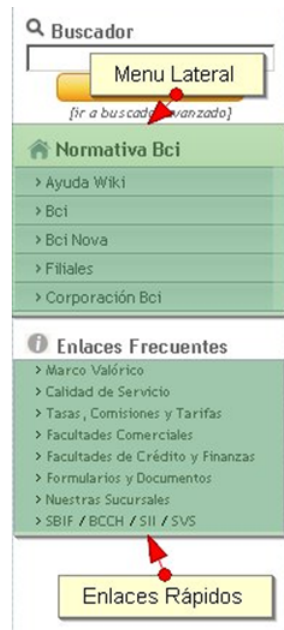 Buscador
Menu Lateral
[ir a buscador avanzado]
Normativa Bci
> Ayuda Wiki
> Bci
> Bci Nova
> Filiales
> Corporación Bci
Enlaces Frecuentes
> Marco Valórico
> Calidad de Servicio
> Tasas, Comisiones y Tarifas
> Facultades Comerciales
> Facultades de Crédito y Finanzas
> Formularios y Documentos
> Nuestras Sucursales
> SBIF / BCCH / SII / SVS
Enlaces Rápidos